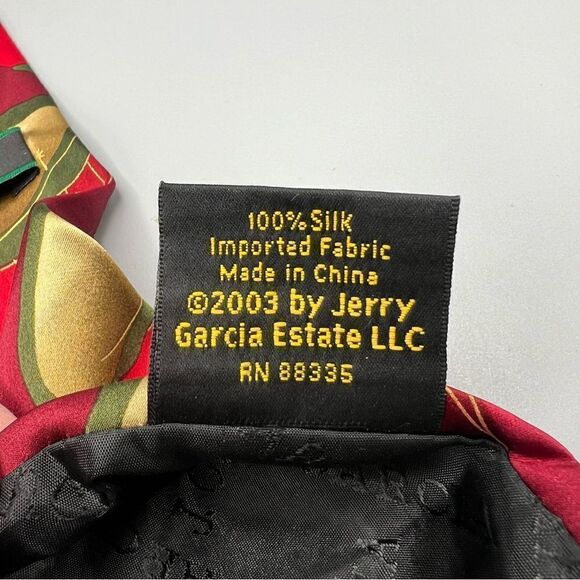 100% Silk
Imported Fabric
Made in China
©2003 by Jerry
Garcia Estate LLC
RN 88335